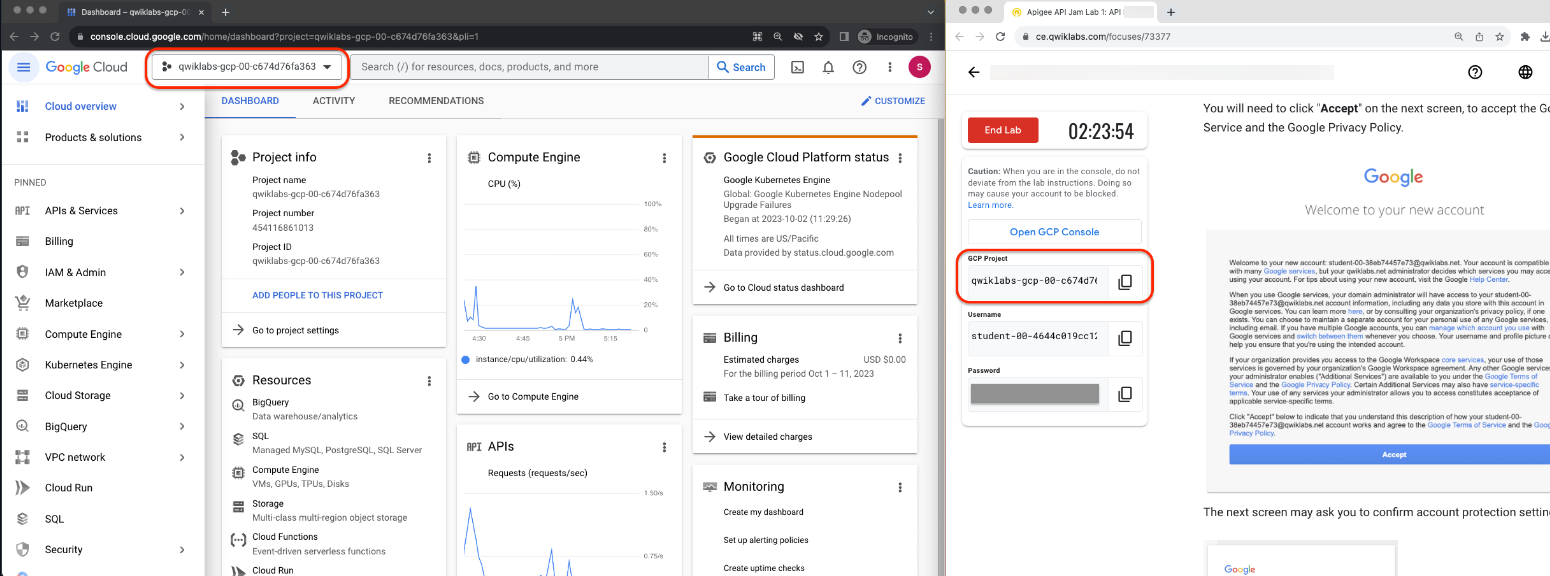 Dashboard – qwiklabs-gcp-00
console.cloud.google.com/home/dashboard?project=qwiklabs-gcp-00-c674d76fa363&pli=1
Incognito
Google Cloud
qwiklabs-gcp-00-c674d76fa363
Search (/) for resources, docs, products, and more
Search
S
Cloud overview
Products & solutions
PINNED
API APIs & Services
Billing
IAM & Admin
Marketplace
Compute Engine
Kubernetes Engine
Cloud Storage
BigQuery
VPC network
Cloud Run
SQL
Security
DASHBOARD
ACTIVITY
RECOMMENDATIONS
CUSTOMIZE
Project info
Project name
qwiklabs-gcp-00-c674d76fa363
Project number
454116861013
Project ID
qwiklabs-gcp-00-c674d76fa363
ADD PEOPLE TO THIS PROJECT
Go to project settings
Resources
BigQuery
Data warehouse/analytics
SQL
Managed MySQL, PostgreSQL, SQL Server
Compute Engine
VMs, GPUs, TPUs, Disks
Storage
Multi-class multi-region object storage
Cloud Functions
Event-driven serverless functions
Cloud Run
Compute Engine
CPU (%)
100%
80%
60%
40%
20%
0
4:30
4:45
5 PM
5:15
instance/cpu/utilization: 0.44%
Go to Compute Engine
API APIs
Requests (requests/sec)
1.50/s
0.75/s
Google Cloud Platform status
Google Kubernetes Engine
Global: Google Kubernetes Engine Nodepool
Upgrade Failures
Began at 2023-10-02 (11:29:26)
All times are US/Pacific
Data provided by status.cloud.google.com
Go to Cloud status dashboard
Billing
Estimated charges
USD $0.00
For the billing period Oct 1 – 11, 2023
Take a tour of billing
View detailed charges
Monitoring
Create my dashboard
Set up alerting policies
Create uptime checks
Apigee API Jam Lab 1: API
ce.qwiklabs.com/focuses/73377
End Lab
02:23:54
Caution: When you are in the console, do not
deviate from the lab instructions. Doing so
may cause your account to be blocked.
Learn more.
Open GCP Console
GCP Project
qwiklabs-gcp-00-c674d76
Username
student-00-4644c019cc12
Password
You will need to click "Accept" on the next screen, to accept the Go
Service and the Google Privacy Policy.
Google
Welcome to your new account
Welcome to your new account: student-00-38eb74457e73@qwiklabs.net. Your account is compatible
with many Google services, but your qwiklabs.net administrator decides which services you may acce
using your account. For tips about using your new account, visit the Google Help Center.
When you use Google services, your domain administrator will have access to your student-00-
38eb74457e73@qwiklabs.net account information, including any data you store with this account in
Google services. You can learn more here, or by consulting your organization's privacy policy, if one
exists. You can choose to maintain a separate account for your personal use of any Google services,
including email. If you have multiple Google accounts, you can manage which account you use with
Google services and switch between them whenever you choose. Your username and profile picture c
help you ensure that you're using the intended account.
If your organization provides you access to the Google Workspace core services, your use of those
services is governed by your organization's Google Workspace agreement. Any other Google service
your administrator enables ("Additional Services") are available to you under the Google Terms of
Service and the Google Privacy Policy. Certain Additional Services may also have service-specific
terms. Your use of any services your administrator allows you to access constitutes acceptance of
applicable service-specific terms.
Click "Accept" below to indicate that you understand this description of how your student-00-
38eb74457e73@qwiklabs.net account works and agree to the Google Terms of Service and the Goog
Privacy Policy.
Accept
The next screen may ask you to confirm account protection settin
Google